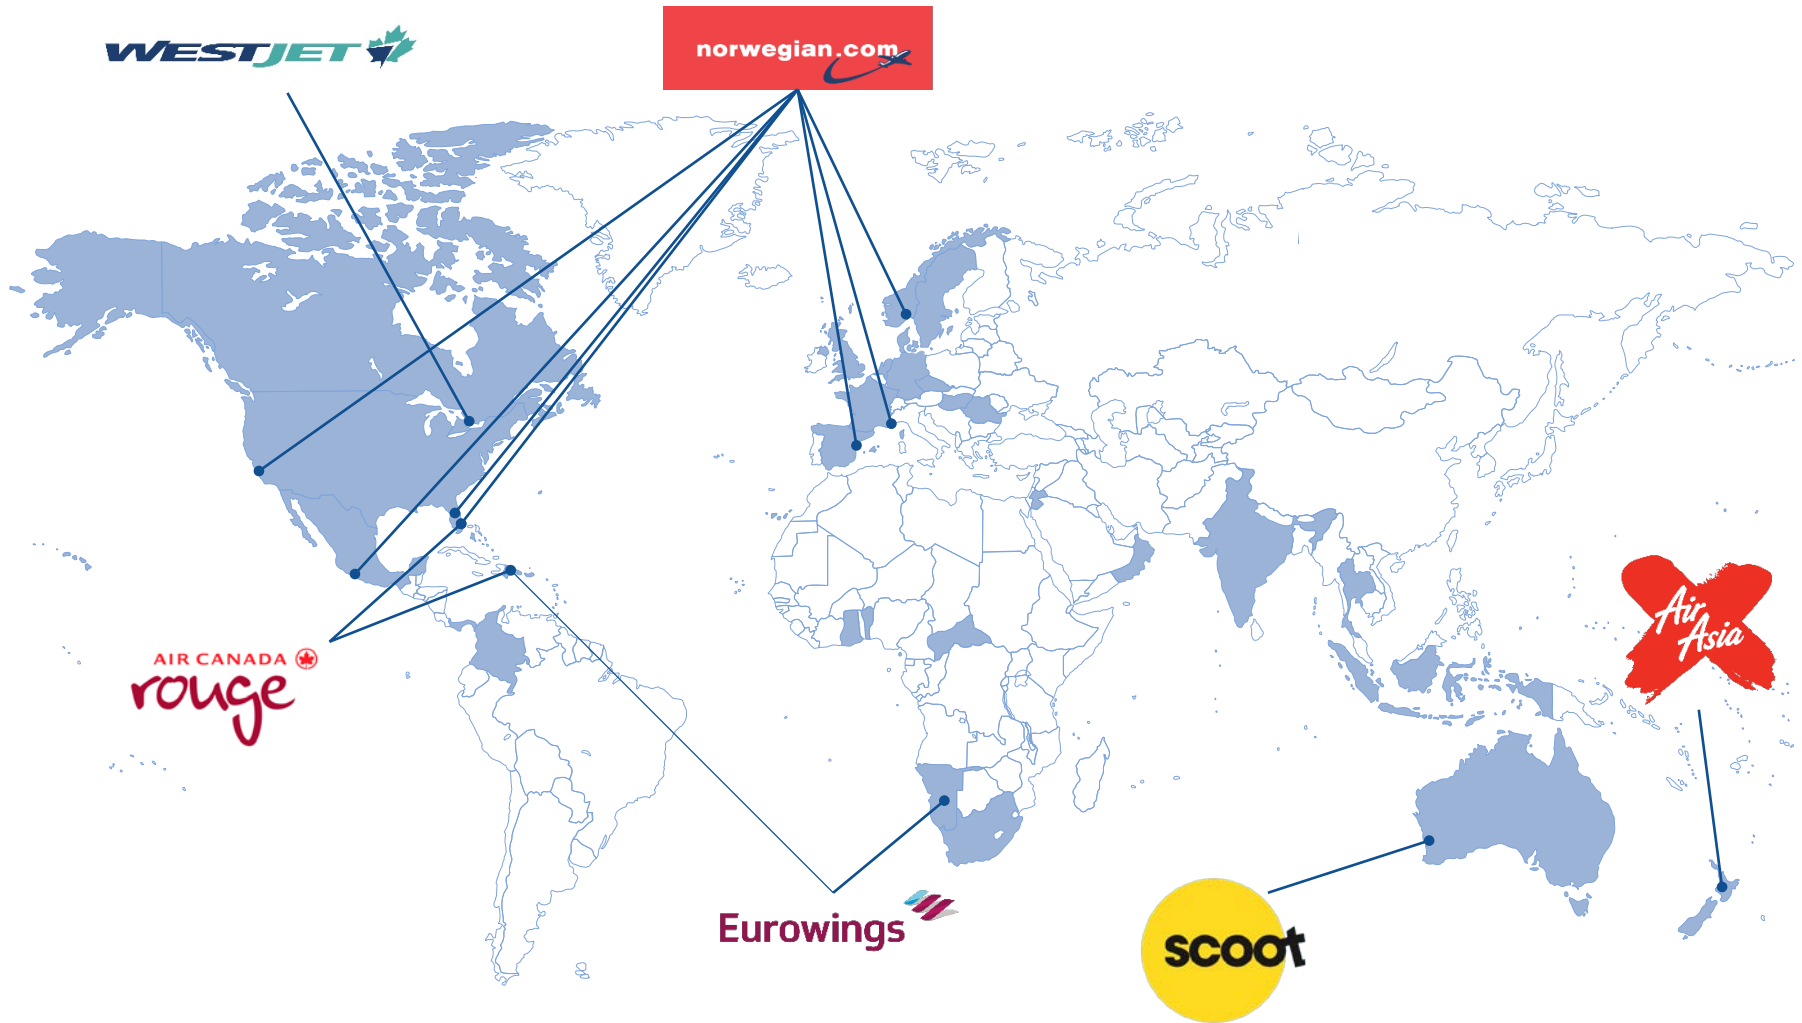 WESTJET
norwegian.com
Air
Asia
AIR CANADA
rouge
Eurowings
scoot